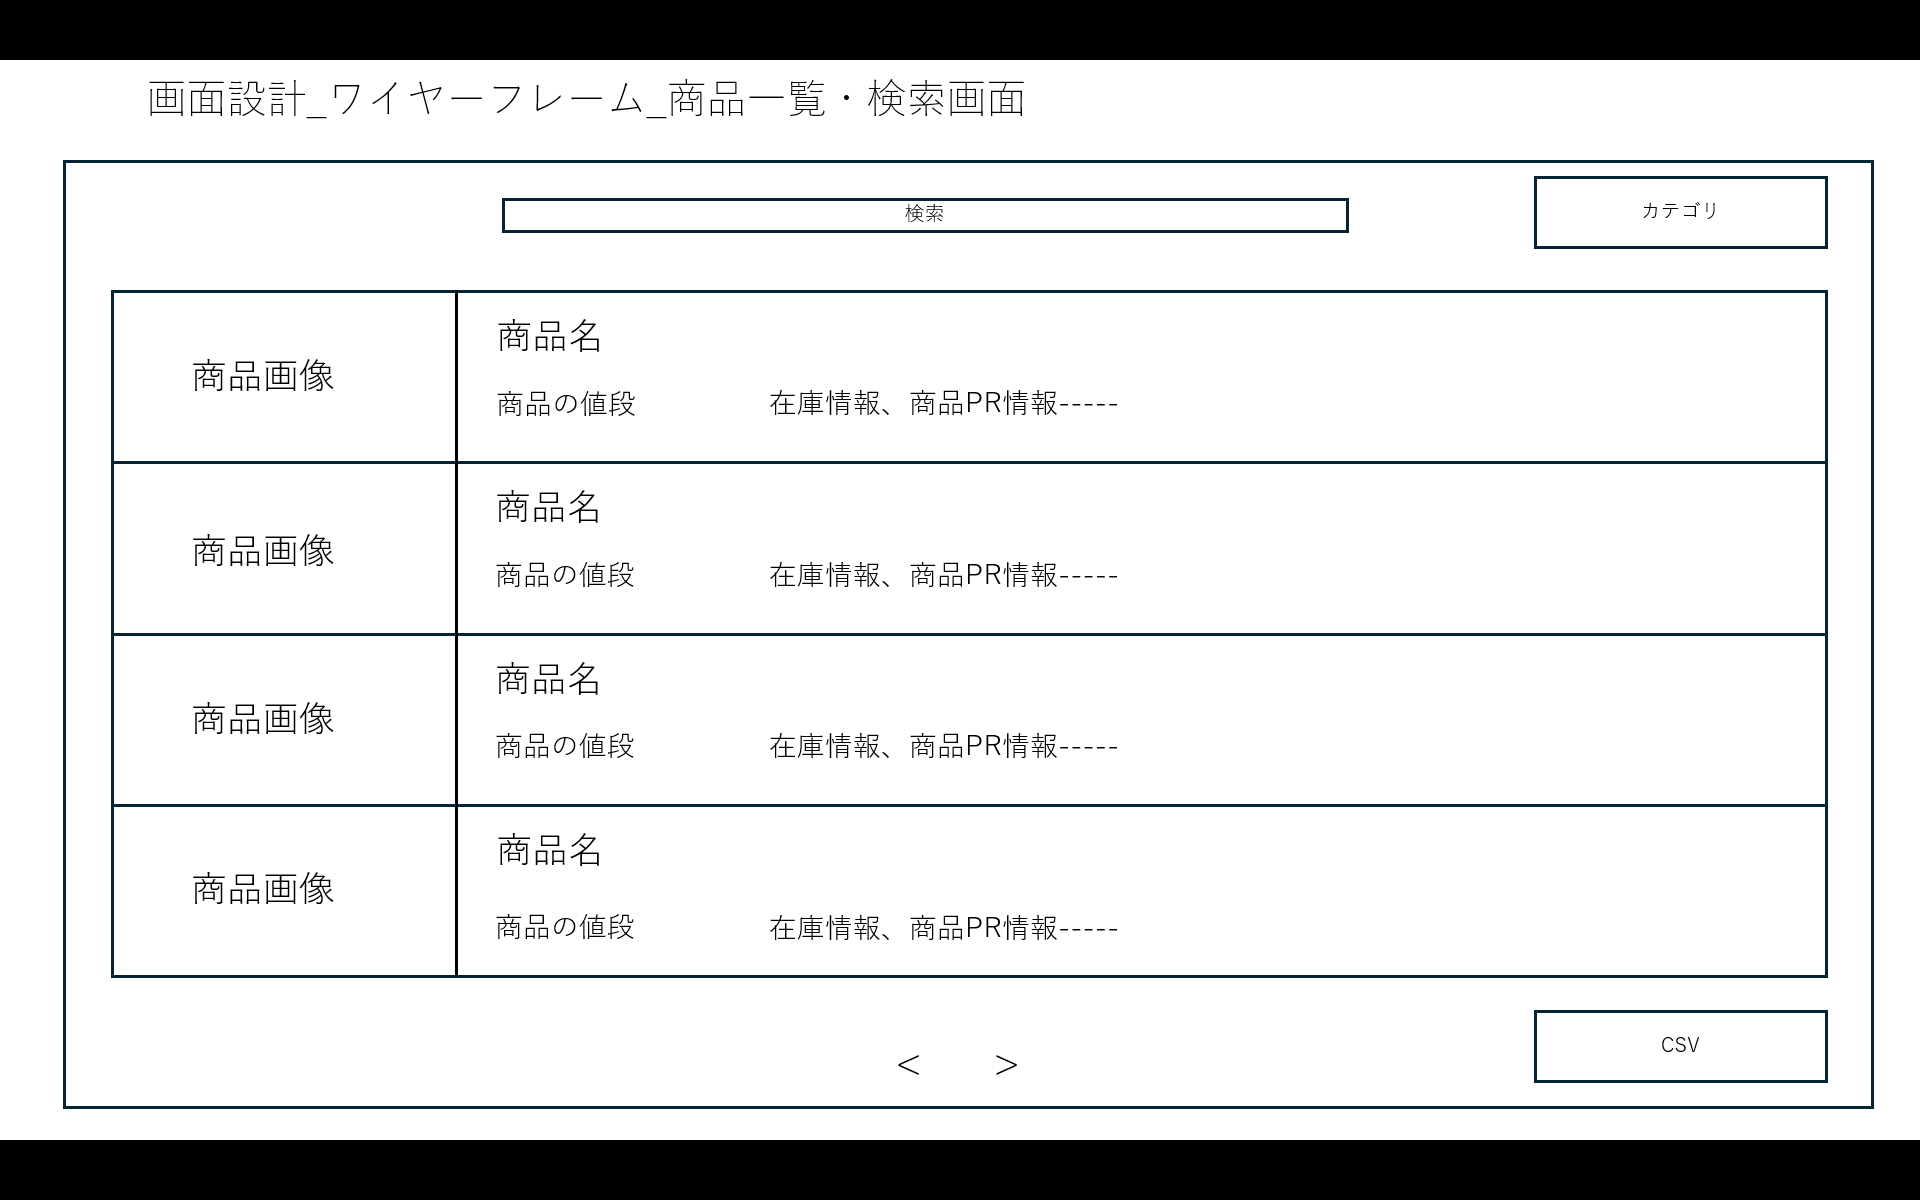 画面設計_ワイヤーフレーム_商品一覧・検索画面
検索
カテゴリ
商品画像
商品名
商品の値段 在庫情報、商品PR情報-----
商品画像
商品名
商品の値段 在庫情報、商品PR情報-----
商品画像
商品名
商品の値段 在庫情報、商品PR情報-----
商品画像
商品名
商品の値段 在庫情報、商品PR情報-----
< >
CSV